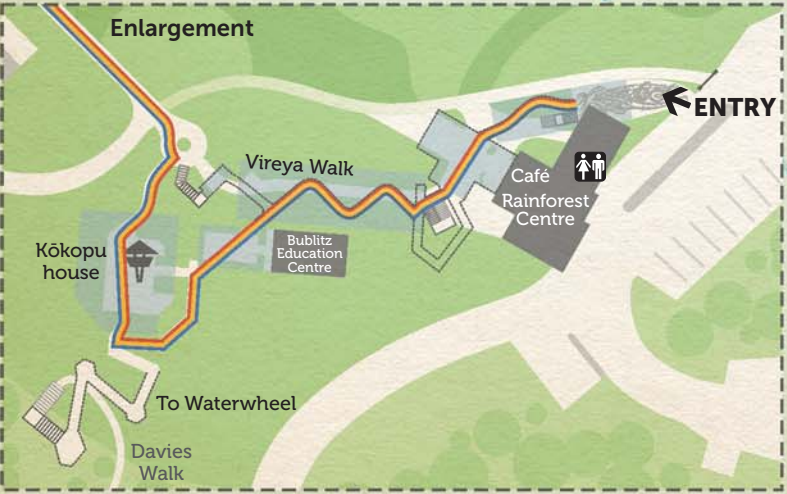 Enlargement
ENTRY
Vireya Walk
Café
Rainforest
Centre
Kōkopu
house
Bublitz
Education
Centre
To Waterwheel
Davies
Walk